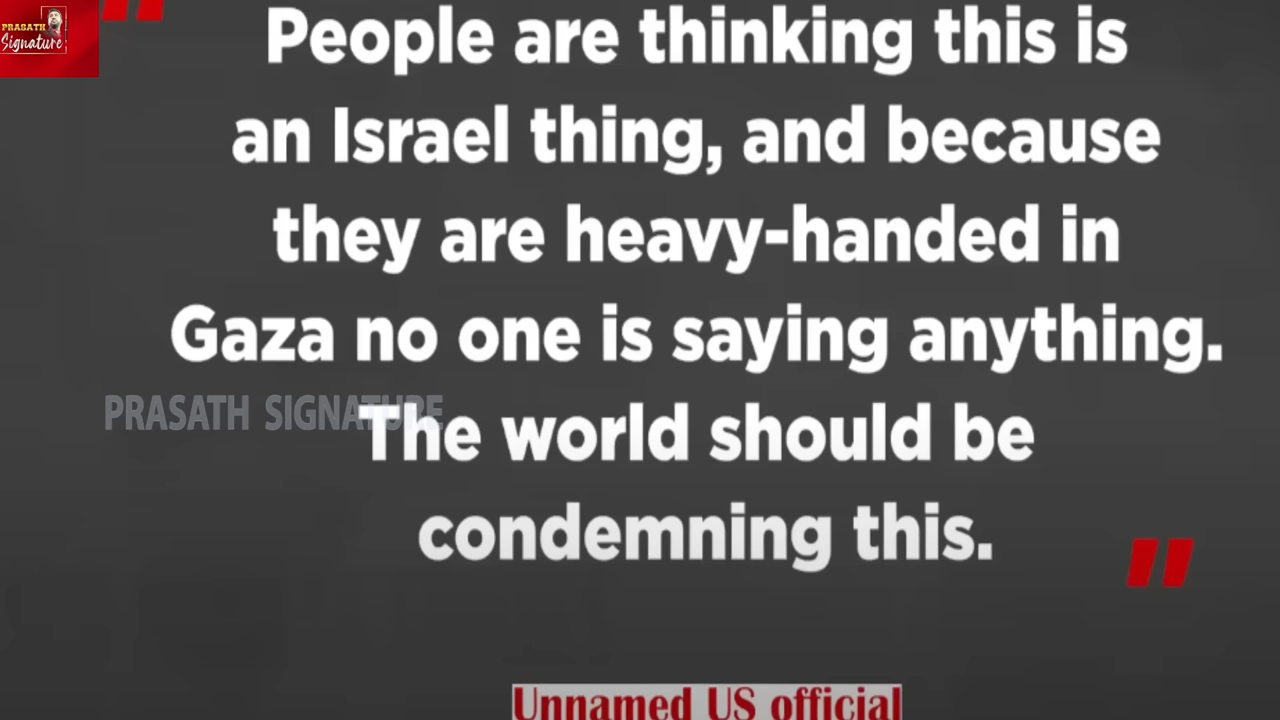 PRASATH
Signature
"
People are thinking this is
an Israel thing, and because
they are heavy-handed in
Gaza no one is saying anything.
PRASATH SIGNATURE
The world should be
condemning this.
"
Unnamed US official